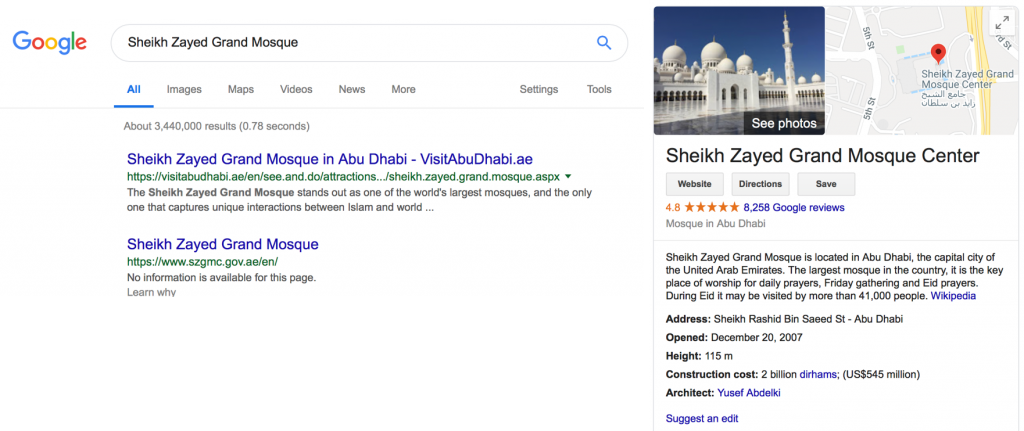 Google
Sheikh Zayed Grand Mosque
All Images Maps Videos News More Settings Tools
About 3,440,000 results (0.78 seconds)
Sheikh Zayed Grand Mosque in Abu Dhabi - VisitAbuDhabi.ae
https://visitabudhabi.ae/en/see.and.do/attractions.../sheikh.zayed.grand.mosque.aspx
The Sheikh Zayed Grand Mosque stands out as one of the world's largest mosques, and the only
one that captures unique interactions between Islam and world ...
Sheikh Zayed Grand Mosque
https://www.szgmc.gov.ae/en/
No information is available for this page.
Learn why
See photos
5th St
5th St
Sheikh Zayed Grand
Mosque Center
جامع الشيخ
زايد بن سلطان
Sheikh Zayed Grand Mosque Center
Website Directions Save
4.8 8,258 Google reviews
Mosque in Abu Dhabi
Sheikh Zayed Grand Mosque is located in Abu Dhabi, the capital city of
the United Arab Emirates. The largest mosque in the country, it is the key
place of worship for daily prayers, Friday gathering and Eid prayers.
During Eid it may be visited by more than 41,000 people. Wikipedia
Address: Sheikh Rashid Bin Saeed St - Abu Dhabi
Opened: December 20, 2007
Height: 115 m
Construction cost: 2 billion dirhams; (US$545 million)
Architect: Yusef Abdelki
Suggest an edit